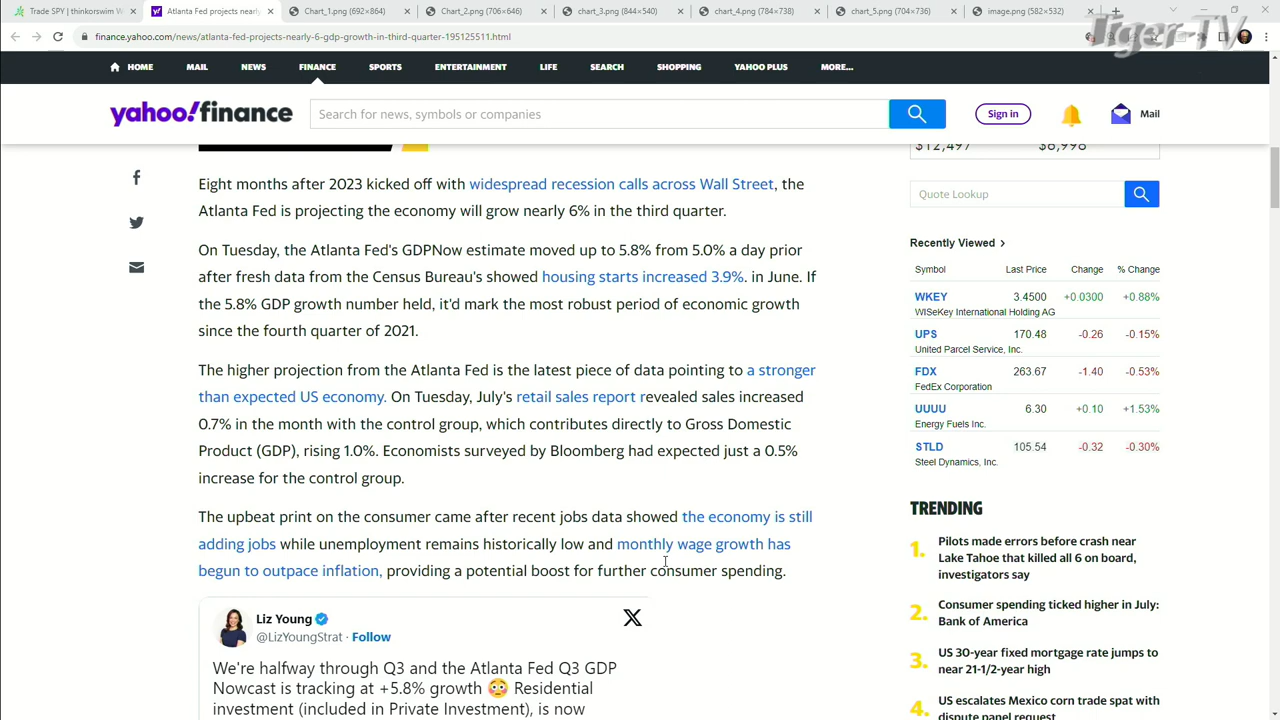 Trade SPY | thinkorswim W
Atlanta Fed projects nearly
Chart_1.png (692×864)
Chart_2.png (706×646)
chart_3.png (844×540)
chart_4.png (784×738)
chart_5.png (704×736)
image.png (582×532)
Tiger-TV
finance.yahoo.com/news/atlanta-fed-projects-nearly-6-gdp-growth-in-third-quarter-195125511.html
HOME MAIL NEWS FINANCE SPORTS ENTERTAINMENT LIFE SEARCH SHOPPING YAHOO PLUS MORE...
yahoo!finance
Search for news, symbols or companies
Sign in
Mail
Eight months after 2023 kicked off with widespread recession calls across Wall Street, the
Atlanta Fed is projecting the economy will grow nearly 6% in the third quarter.
On Tuesday, the Atlanta Fed's GDPNow estimate moved up to 5.8% from 5.0% a day prior
after fresh data from the Census Bureau's showed housing starts increased 3.9%. in June. If
the 5.8% GDP growth number held, it'd mark the most robust period of economic growth
since the fourth quarter of 2021.
The higher projection from the Atlanta Fed is the latest piece of data pointing to a stronger
than expected US economy. On Tuesday, July's retail sales report revealed sales increased
0.7% in the month with the control group, which contributes directly to Gross Domestic
Product (GDP), rising 1.0%. Economists surveyed by Bloomberg had expected just a 0.5%
increase for the control group.
The upbeat print on the consumer came after recent jobs data showed the economy is still
adding jobs while unemployment remains historically low and monthly wage growth has
begun to outpace inflation, providing a potential boost for further consumer spending.
Liz Young
@LizYoungStrat · Follow
We're halfway through Q3 and the Atlanta Fed Q3 GDP
Nowcast is tracking at +5.8% growth 😳 Residential
investment (included in Private Investment), is now
$12,497 $6,998
Quote Lookup
Recently Viewed >
Symbol Last Price Change % Change
WKEY 3.4500 +0.0300 +0.88%
WISeKey International Holding AG
UPS 170.48 -0.26 -0.15%
United Parcel Service, Inc.
FDX 263.67 -1.40 -0.53%
FedEx Corporation
UUUU 6.30 +0.10 +1.53%
Energy Fuels Inc.
STLD 105.54 -0.32 -0.30%
Steel Dynamics, Inc.
TRENDING
1. Pilots made errors before crash near
Lake Tahoe that killed all 6 on board,
investigators say
2. Consumer spending ticked higher in July:
Bank of America
3. US 30-year fixed mortgage rate jumps to
near 21-1/2-year high
4. US escalates Mexico corn trade spat with
dispute panel request